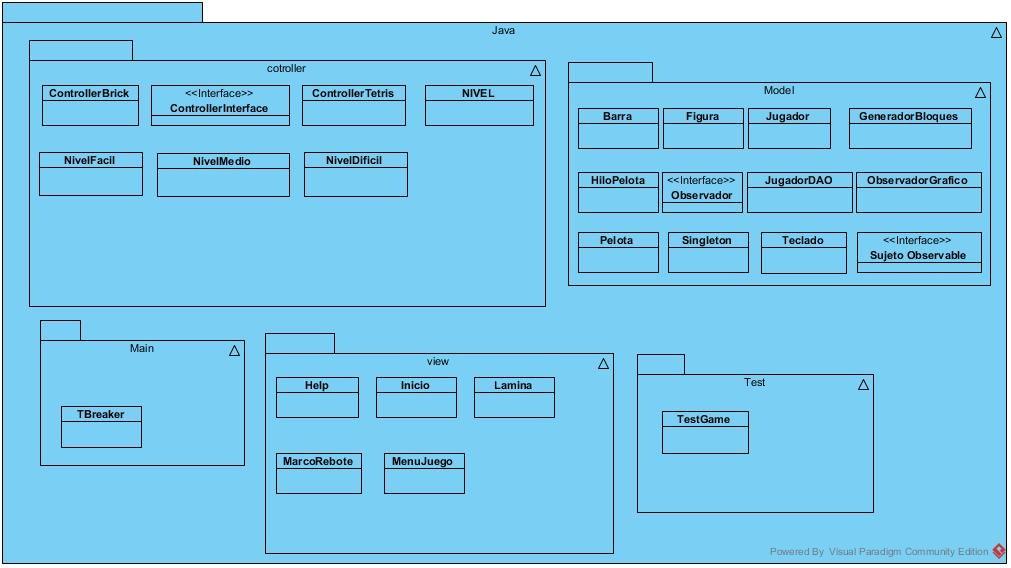 Java
cotroller
ControllerBrick
<<Interface>>
ControllerInterface
ControllerTetris
NIVEL
NivelFacil
NivelMedio
NivelDificil
Model
Barra
Figura
Jugador
GeneradorBloques
HiloPelota
<<Interface>>
Observador
JugadorDAO
ObservadorGrafico
Pelota
Singleton
Teclado
<<Interface>>
Sujeto Observable
Main
TBreaker
view
Help
Inicio
Lamina
MarcoRebote
MenuJuego
Test
TestGame
Powered By Visual Paradigm Community Edition